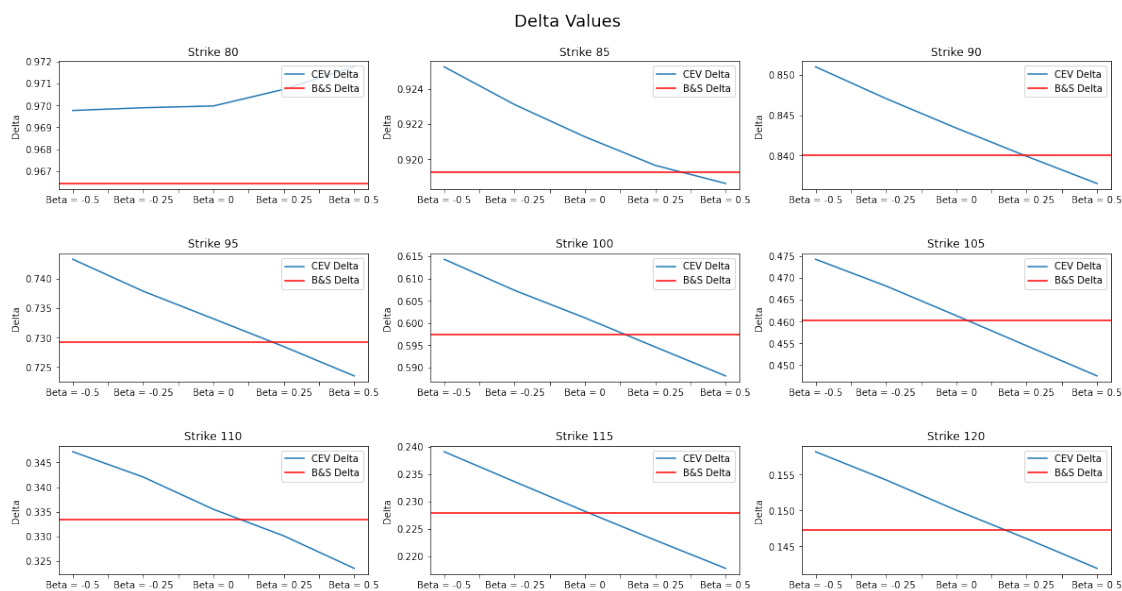 Delta Values
Strike 80
0.972
0.971
0.970
0.969
0.968
0.967
Delta
CEV Delta
B&S Delta
Beta = -0.5 Beta = -0.25 Beta = 0 Beta = 0.25 Beta = 0.5
Strike 85
0.924
0.922
0.920
Delta
CEV Delta
B&S Delta
Beta = -0.5 Beta = -0.25 Beta = 0 Beta = 0.25 Beta = 0.5
Strike 90
0.850
0.845
0.840
Delta
CEV Delta
B&S Delta
Beta = -0.5 Beta = -0.25 Beta = 0 Beta = 0.25 Beta = 0.5
Strike 95
0.740
0.735
0.730
0.725
Delta
CEV Delta
B&S Delta
Beta = -0.5 Beta = -0.25 Beta = 0 Beta = 0.25 Beta = 0.5
Strike 100
0.615
0.610
0.605
0.600
0.595
0.590
Delta
CEV Delta
B&S Delta
Beta = -0.5 Beta = -0.25 Beta = 0 Beta = 0.25 Beta = 0.5
Strike 105
0.475
0.470
0.465
0.460
0.455
0.450
Delta
CEV Delta
B&S Delta
Beta = -0.5 Beta = -0.25 Beta = 0 Beta = 0.25 Beta = 0.5
Strike 110
0.345
0.340
0.335
0.330
0.325
Delta
CEV Delta
B&S Delta
Beta = -0.5 Beta = -0.25 Beta = 0 Beta = 0.25 Beta = 0.5
Strike 115
0.240
0.235
0.230
0.225
0.220
Delta
CEV Delta
B&S Delta
Beta = -0.5 Beta = -0.25 Beta = 0 Beta = 0.25 Beta = 0.5
Strike 120
0.155
0.150
0.145
Delta
CEV Delta
B&S Delta
Beta = -0.5 Beta = -0.25 Beta = 0 Beta = 0.25 Beta = 0.5